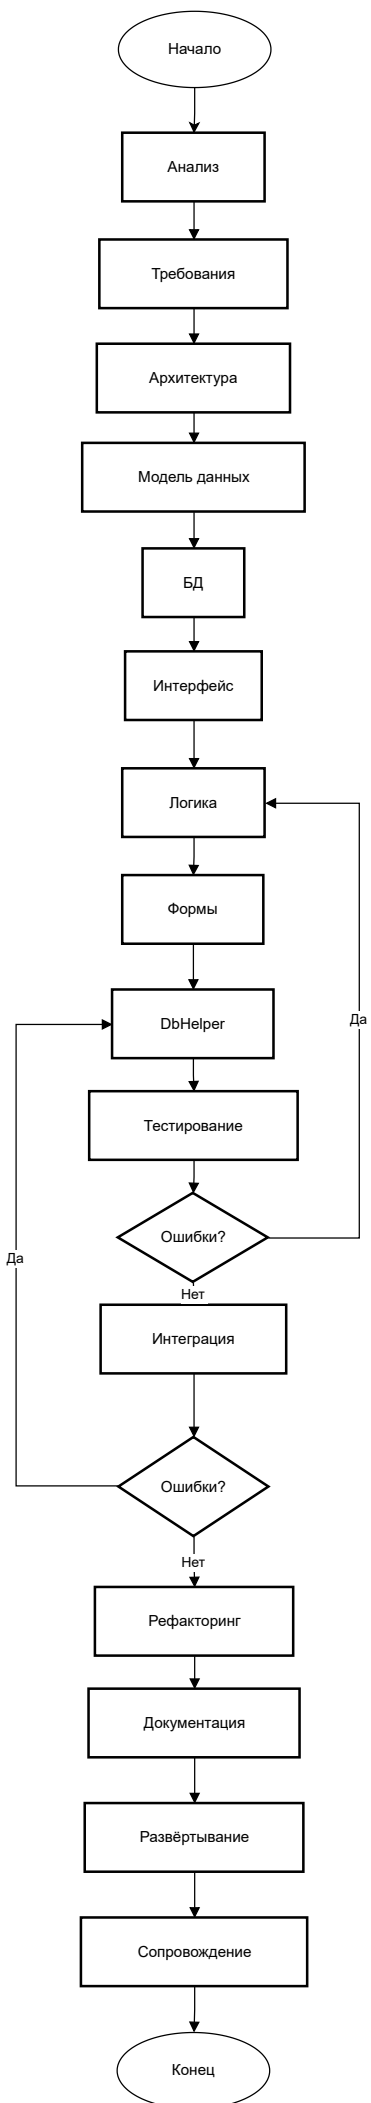 Начало
Анализ
Требования
Архитектура
Модель данных
БД
Интерфейс
Логика
Формы
DbHelper
Да
Тестирование
Ошибки?
Да
Нет
Интеграция
Ошибки?
Нет
Рефакторинг
Документация
Развёртывание
Сопровождение
Конец